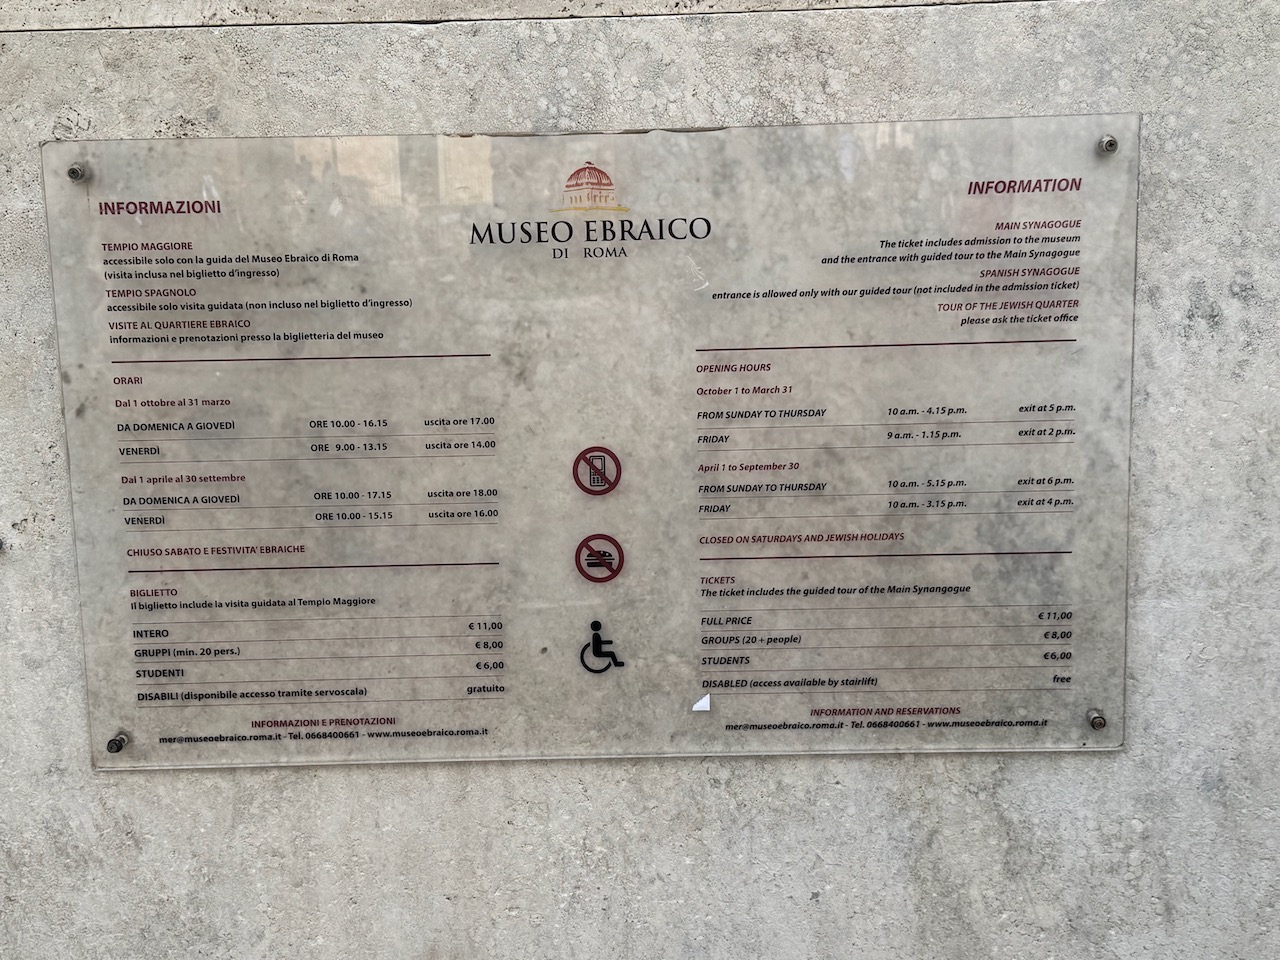 MUSEO EBRAICO
DI ROMA
INFORMAZIONI
TEMPIO MAGGIORE
accessibile solo con la guida del Museo Ebraico di Roma
(visita inclusa nel biglietto d'ingresso)
TEMPIO SPAGNOLO
accessibile solo visita guidata (non incluso nel biglietto d'ingresso)
VISITE AL QUARTIERE EBRAICO
informazioni e prenotazioni presso la biglietteria del museo
ORARI
Dal 1 ottobre al 31 marzo
DA DOMENICA A GIOVEDÌ ORE 10.00 - 16.15 uscita ore 17.00
VENERDÌ ORE 9.00 - 13.15 uscita ore 14.00
Dal 1 aprile al 30 settembre
DA DOMENICA A GIOVEDÌ ORE 10.00 - 17.15 uscita ore 18.00
VENERDÌ ORE 10.00 - 15.15 uscita ore 16.00
CHIUSO SABATO E FESTIVITA' EBRAICHE
BIGLIETTO
Il biglietto include la visita guidata al Tempio Maggiore
INTERO € 11,00
GRUPPI (min. 20 pers.) € 8,00
STUDENTI € 6,00
DISABILI (disponibile accesso tramite servoscala) gratuito
INFORMAZIONI E PRENOTAZIONI
mer@museoebraico.roma.it - Tel. 0668400661 - www.museoebraico.roma.it
INFORMATION
MAIN SYNAGOGUE
The ticket includes admission to the museum
and the entrance with guided tour to the Main Synagogue
SPANISH SYNAGOGUE
entrance is allowed only with our guided tour (not included in the admission ticket)
TOUR OF THE JEWISH QUARTER
please ask the ticket office
OPENING HOURS
October 1 to March 31
FROM SUNDAY TO THURSDAY 10 a.m. - 4.15 p.m. exit at 5 p.m.
FRIDAY 9 a.m. - 1.15 p.m. exit at 2 p.m.
April 1 to September 30
FROM SUNDAY TO THURSDAY 10 a.m. - 5.15 p.m. exit at 6 p.m.
FRIDAY 10 a.m. - 3.15 p.m. exit at 4 p.m.
CLOSED ON SATURDAYS AND JEWISH HOLIDAYS
TICKETS
The ticket includes the guided tour of the Main Synangogue
FULL PRICE € 11,00
GROUPS (20 + people) € 8,00
STUDENTS € 6,00
DISABLED (access available by stairlift) free
INFORMATION AND RESERVATIONS
mer@museoebraico.roma.it - Tel. 0668400661 - www.museoebraico.roma.it